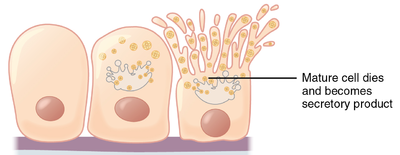 Mature cell dies
and becomes
secretory product